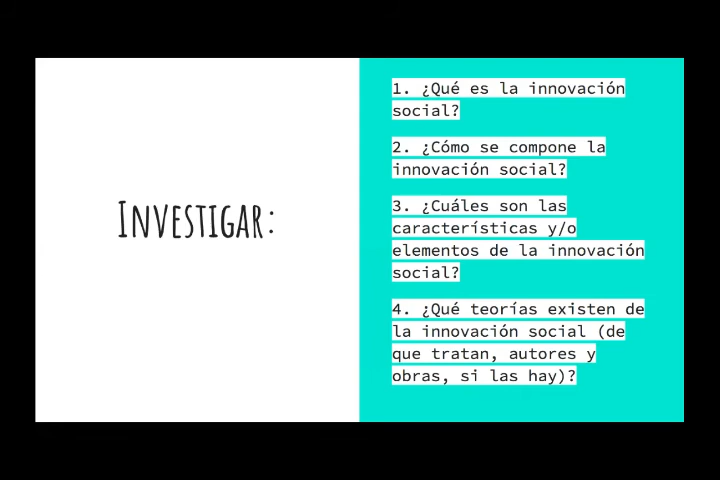 Investigar:
1. ¿Qué es la innovación
social?
2. ¿Cómo se compone la
innovación social?
3. ¿Cuáles son las
características y/o
elementos de la innovación
social?
4. ¿Qué teorías existen de
la innovación social (de
que tratan, autores y
obras, si las hay)?